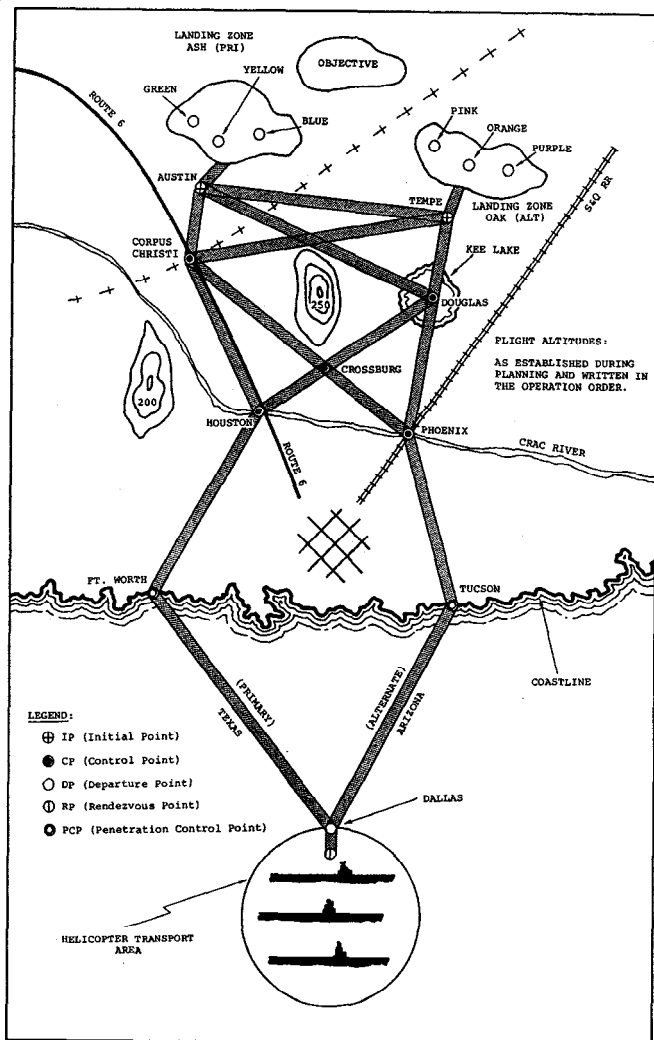 LANDING ZONE
ASH (PRI)
OBJECTIVE
YELLOW
GREEN
BLUE
ROUTE 6
PINK
ORANGE
PURPLE
AUSTIN
TEMPE
LANDING ZONE
OAK (ALT)
S&Q RR
CORPUS
CHRISTI
KEE LAKE
250
DOUGLAS
FLIGHT ALTITUDES:
AS ESTABLISHED DURING
PLANNING AND WRITTEN IN
THE OPERATION ORDER.
200
CROSSBURG
HOUSTON
PHOENIX
CRAC RIVER
ROUTE 6
FT. WORTH
TUCSON
COASTLINE
(PRIMARY)
TEXAS
(ALTERNATE)
ARIZONA
LEGEND:
IP (Initial Point)
CP (Control Point)
DP (Departure Point)
RP (Rendezvous Point)
PCP (Penetration Control Point)
DALLAS
HELICOPTER TRANSPORT
AREA